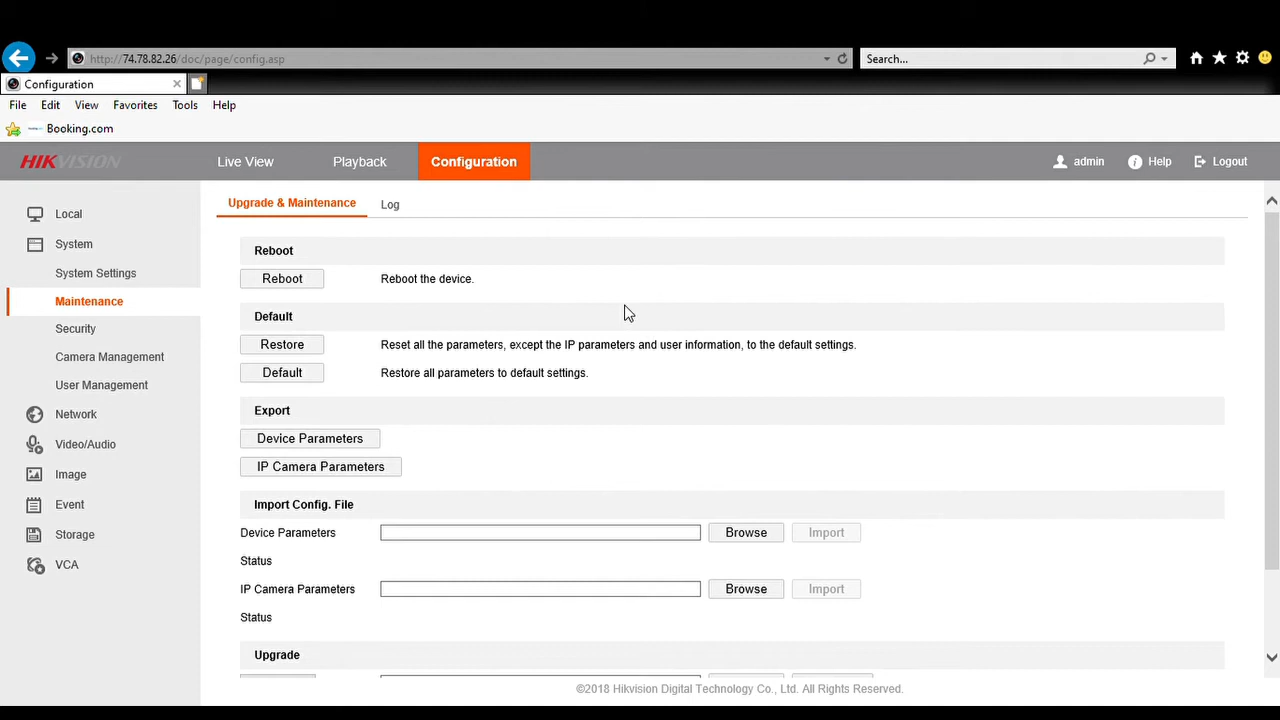 http://74.78.82.26/doc/page/config.asp
Search...
Configuration
File Edit View Favorites Tools Help
Booking.com
HIKVISION
Live View Playback Configuration
admin Help Logout
Local
System
System Settings
Maintenance
Security
Camera Management
User Management
Network
Video/Audio
Image
Event
Storage
VCA
Upgrade & Maintenance Log
Reboot
Reboot Reboot the device.
Default
Restore Reset all the parameters, except the IP parameters and user information, to the default settings.
Default Restore all parameters to default settings.
Export
Device Parameters
IP Camera Parameters
Import Config. File
Device Parameters Browse Import
Status
IP Camera Parameters Browse Import
Status
Upgrade
©2018 Hikvision Digital Technology Co., Ltd. All Rights Reserved.